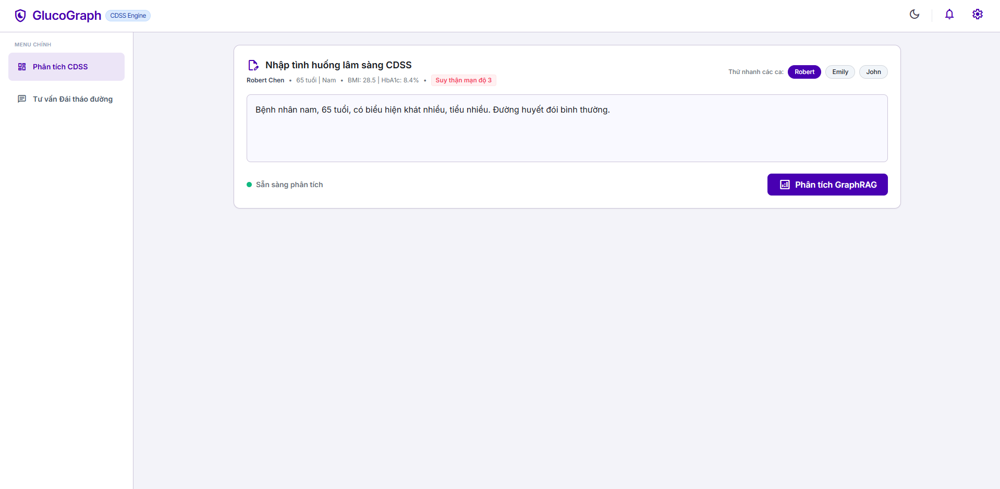 GlucoGraph CDSS Engine
MENU CHÍNH
Phân tích CDSS
Tư vấn Đái tháo đường
Nhập tình huống lâm sàng CDSS
Robert Chen • 65 tuổi | Nam • BMI: 28.5 | HbA1c: 8.4% • Suy thận mạn độ 3
Thử nhanh các ca: Robert Emily John
Bệnh nhân nam, 65 tuổi, có biểu hiện khát nhiều, tiểu nhiều. Đường huyết đói bình thường.
Sẵn sàng phân tích
Phân tích GraphRAG